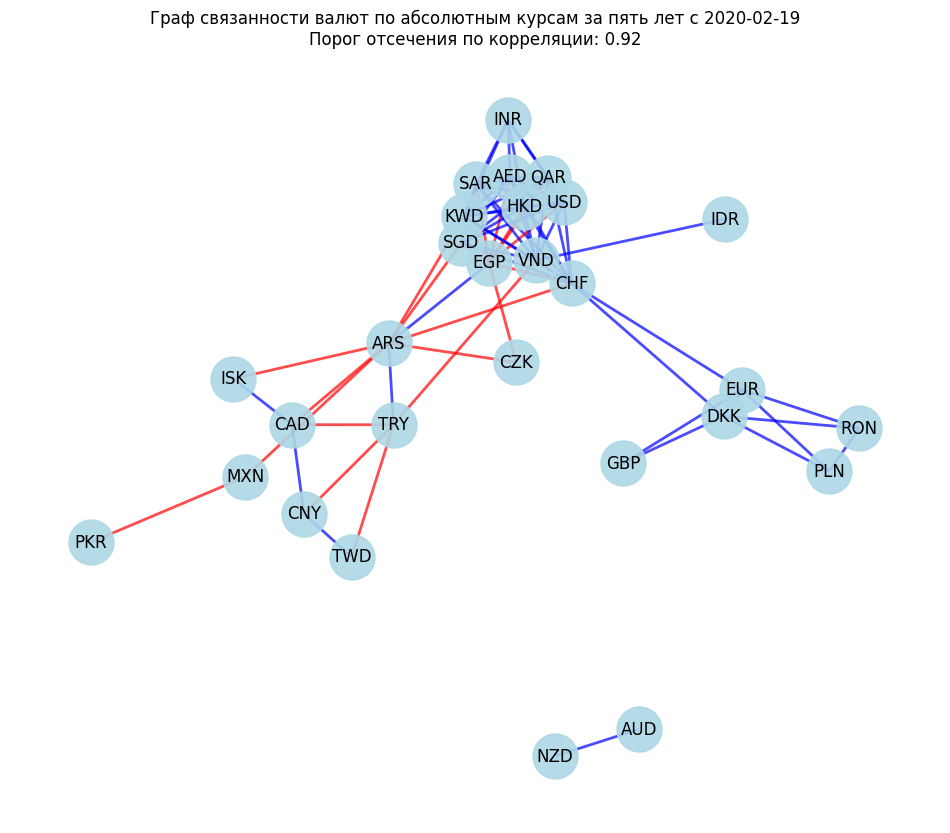 Граф связанности валют по абсолютным курсам за пять лет с 2020-02-19
Порог отсечения по корреляции: 0.92
INR
SAR
AED
QAR
KWD
HKD
USD
IDR
SGD
EGP
VND
CHF
ARS
CZK
ISK
EUR
CAD
TRY
DKK
RON
MXN
GBP
PLN
CNY
PKR
TWD
AUD
NZD